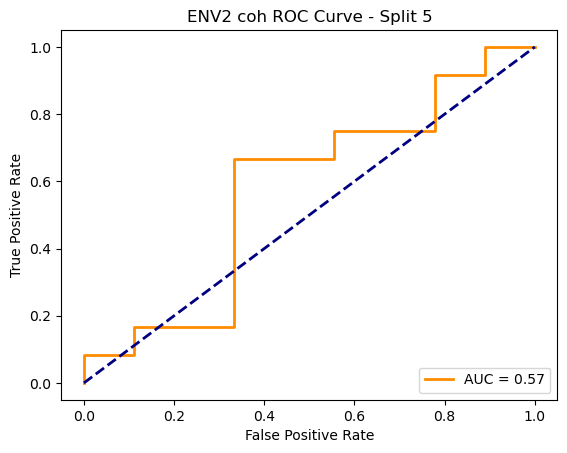 ENV2 coh ROC Curve - Split 5
True Positive Rate
1.0
0.8
0.6
0.4
0.2
0.0
0.0 0.2 0.4 0.6 0.8 1.0
False Positive Rate
AUC = 0.57